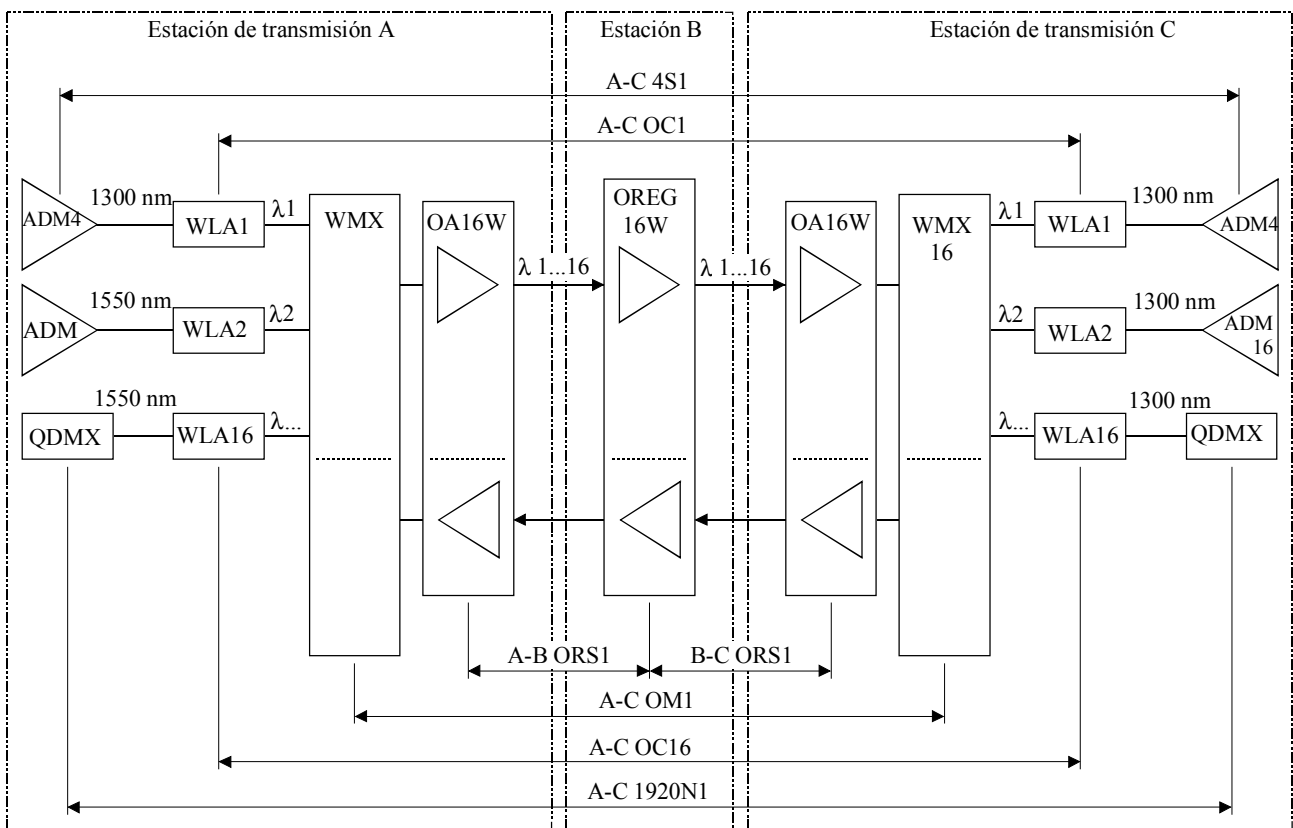 Estación de transmisión A
Estación B
Estación de transmisión C
A-C 4S1
A-C OC1
ADM4
1300 nm
WLA1
λ1
WMX
OA16W
λ 1...16
OREG
16W
λ 1...16
OA16W
WMX
16
λ1
WLA1
1300 nm
ADM4
ADM
1550 nm
WLA2
λ2
λ2
WLA2
1300 nm
ADM
16
QDMX
1550 nm
WLA16
λ...
λ...
WLA16
1300 nm
QDMX
A-B ORS1
B-C ORS1
A-C OM1
A-C OC16
A-C 1920N1